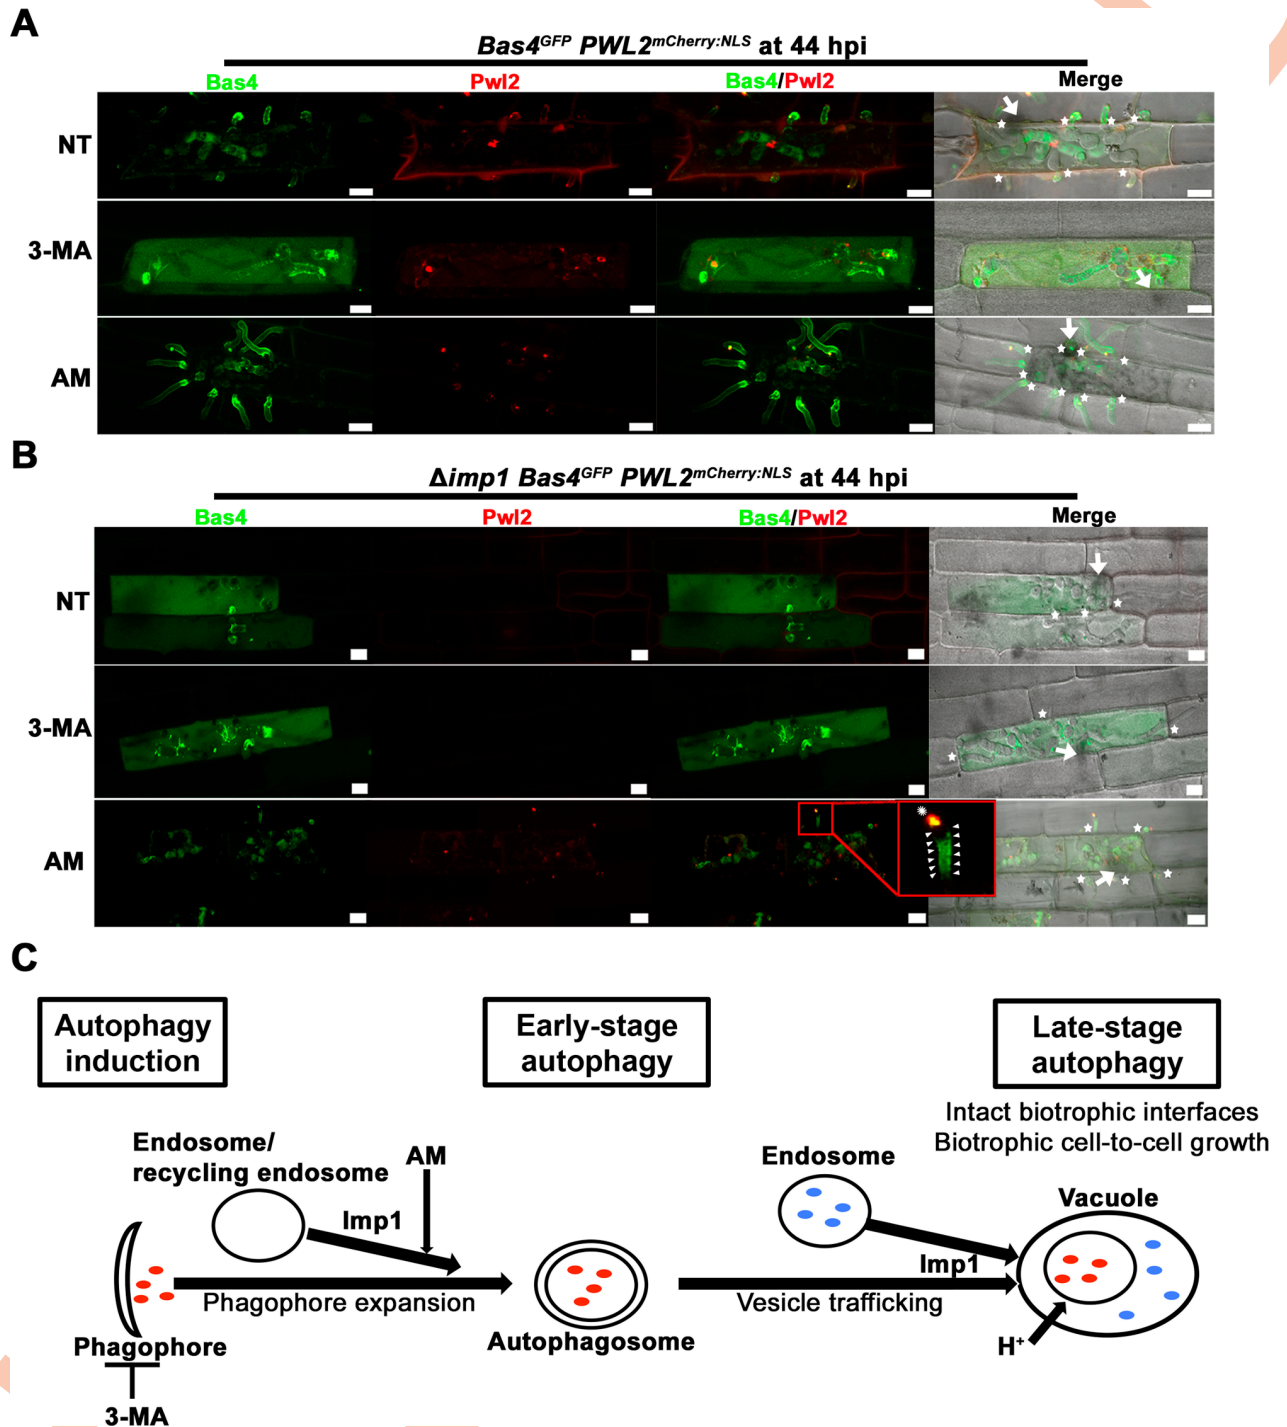 A
Bas4GFP PWL2mCherry:NLS at 44 hpi
Bas4 Pwl2 Bas4/Pwl2 Merge
NT
3-MA
AM
B
Δimp1 Bas4GFP PWL2mCherry:NLS at 44 hpi
Bas4 Pwl2 Bas4/Pwl2 Merge
NT
3-MA
AM
C
Autophagy
induction
Early-stage
autophagy
Late-stage
autophagy
Intact biotrophic interfaces
Biotrophic cell-to-cell growth
Endosome/
recycling endosome
AM
Imp1
Endosome
Vacuole
Imp1
Phagophore expansion
Vesicle trafficking
Autophagosome
H+
Phagophore
3-MA